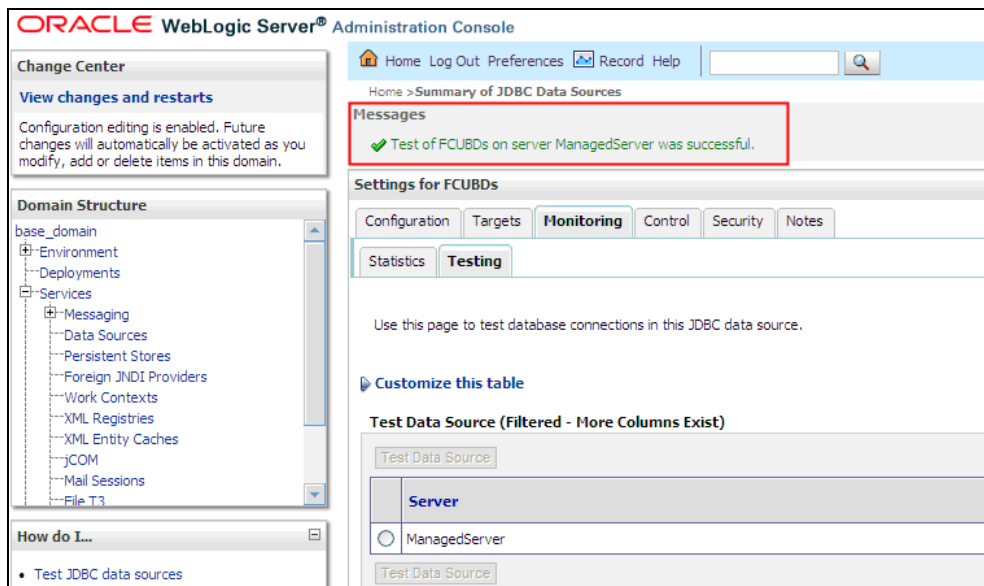 ORACLE WebLogic Server® Administration Console
Change Center
View changes and restarts
Configuration editing is enabled. Future
changes will automatically be activated as you
modify, add or delete items in this domain.
Domain Structure
base_domain
Environment
Deployments
Services
Messaging
Data Sources
Persistent Stores
Foreign JNDI Providers
Work Contexts
XML Registries
XML Entity Caches
jCOM
Mail Sessions
File T3
How do I...
Test JDBC data sources
Home Log Out Preferences Record Help
Home >Summary of JDBC Data Sources
Messages
Test of FCUBDs on server ManagedServer was successful.
Settings for FCUBDs
Configuration Targets Monitoring Control Security Notes
Statistics Testing
Use this page to test database connections in this JDBC data source.
Customize this table
Test Data Source (Filtered - More Columns Exist)
Test Data Source
Server
ManagedServer
Test Data Source